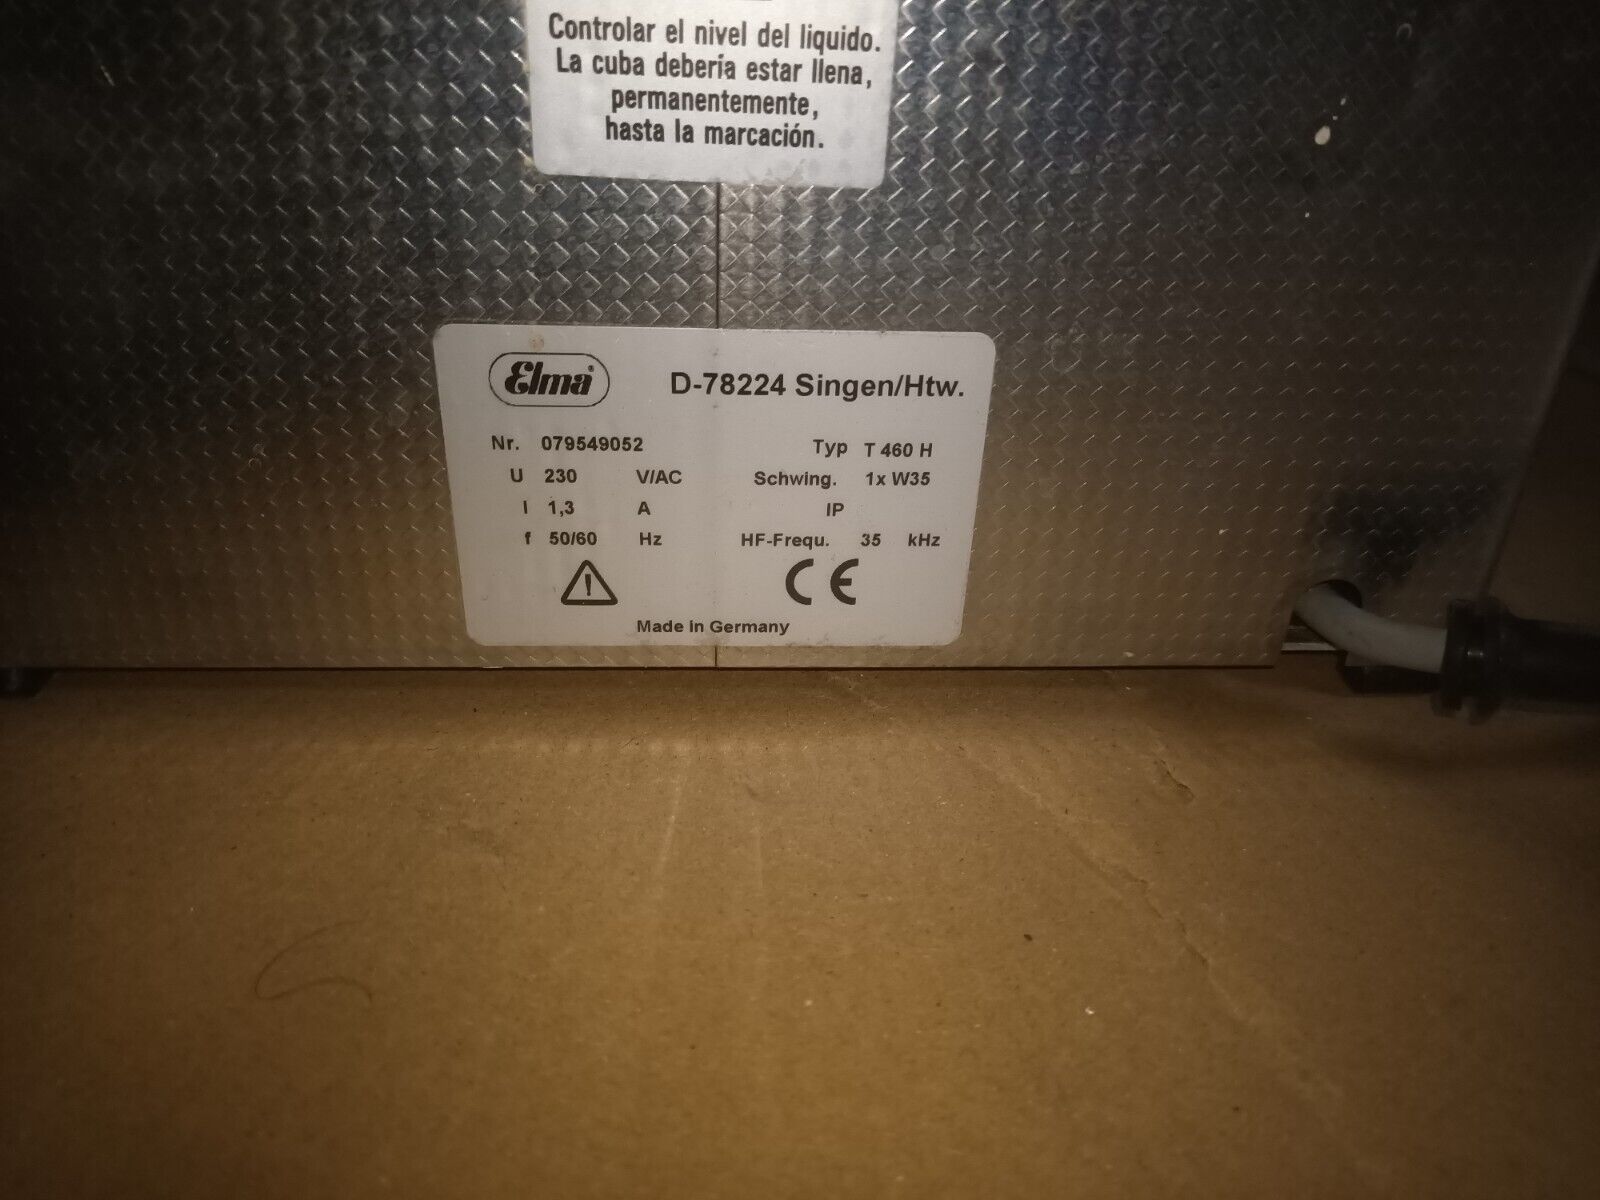 Controlar el nivel del liquido.
La cuba debería estar llena,
permanentemente,
hasta la marcación.
Elma® D-78224 Singen/Htw.
Nr. 079549052 Typ T 460 H
U 230 V/AC Schwing. 1x W35
I 1,3 A IP
f 50/60 Hz HF-Frequ. 35 kHz
CE
Made in Germany